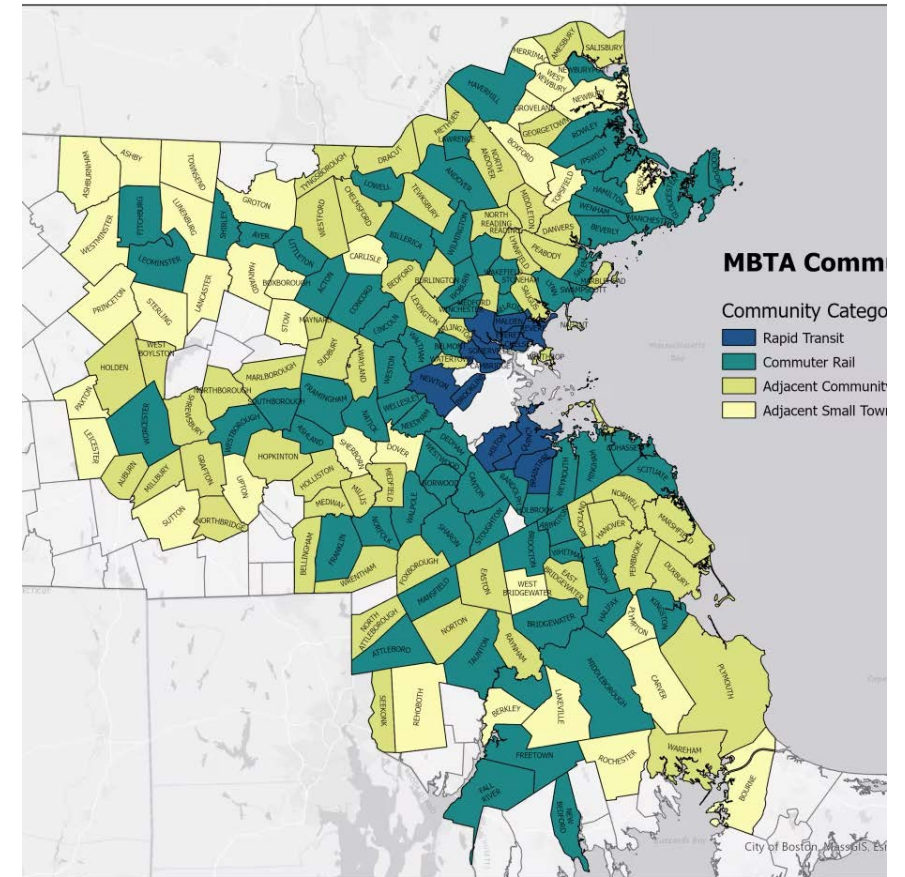 MBTA Commu
Community Catego
Rapid Transit
Commuter Rail
Adjacent Community
Adjacent Small Town
AMESBURY
SALISBURY
MERRIMAC
WEST
NEWBURY
NEWBURYPORT
HAVERHILL
NEWBURY
GROVELAND
GEORGETOWN
ROWLEY
METHUEN
LAWRENCE
BOXFORD
IPSWICH
NORTH
ANDOVER
DRACUT
TYNGSBOROUGH
ASHBURNHAM
ASHBY
TOWNSEND
LOWELL
ANDOVER
TOPSFIELD
ESSEX
HAMILTON
GLOUCESTER
ROCKPORT
WENHAM
MANCHESTER
BEVERLY
MIDDLETON
DANVERS
GROTON
WESTFORD
CHELMSFORD
TEWKSBURY
FITCHBURG
LUNENBURG
SHIRLEY
AYER
LITTLETON
BILLERICA
WILMINGTON
NORTH
READING
READING
LYNNFIELD
PEABODY
SALEM
WESTMINSTER
LEOMINSTER
LANCASTER
HARVARD
BOXBOROUGH
ACTON
CARLISLE
BEDFORD
BURLINGTON
WOBURN
WAKEFIELD
STONEHAM
LYNN
SWAMPSCOTT
MARBLEHEAD
PRINCETON
STERLING
STOW
MAYNARD
CONCORD
LINCOLN
LEXINGTON
WINCHESTER
MEDFORD
SAUGUS
NAHANT
MALDEN
REVERE
HOLDEN
WEST
BOYLSTON
SUDBURY
WAYLAND
WESTON
WALTHAM
BELMONT
WATERTOWN
WINTHROP
NEWTON
BROOKLINE
PAXTON
LEICESTER
WORCESTER
SHREWSBURY
NORTHBOROUGH
MARLBOROUGH
SOUTHBOROUGH
WESTBOROUGH
FRAMINGHAM
NATICK
WELLESLEY
NEEDHAM
AUBURN
MILLBURY
GRAFTON
UPTON
HOPKINTON
ASHLAND
SHERBORN
DOVER
DEDHAM
WESTWOOD
MILTON
QUINCY
BRAINTREE
SUTTON
NORTHBRIDGE
HOLLISTON
MEDWAY
MILLIS
MEDFIELD
NORWOOD
CANTON
RANDOLPH
HOLBROOK
WEYMOUTH
HINGHAM
COHASSET
SCITUATE
BELLINGHAM
FRANKLIN
NORFOLK
WALPOLE
SHARON
STOUGHTON
ABINGTON
ROCKLAND
NORWELL
HANOVER
MARSHFIELD
WRENTHAM
FOXBOROUGH
EASTON
BROCKTON
WHITMAN
HANSON
PEMBROKE
DUXBURY
MANSFIELD
WEST
BRIDGEWATER
EAST
BRIDGEWATER
NORTH
ATTLEBOROUGH
NORTON
BRIDGEWATER
HALIFAX
PLYMPTON
KINGSTON
ATTLEBORO
TAUNTON
RAYNHAM
MIDDLEBOROUGH
CARVER
PLYMOUTH
SEEKONK
REHOBOTH
BERKLEY
LAKEVILLE
FREETOWN
ROCHESTER
WAREHAM
BOURNE
FALL
RIVER
NEW
BEDFORD
City of Boston, MassGIS, Esr